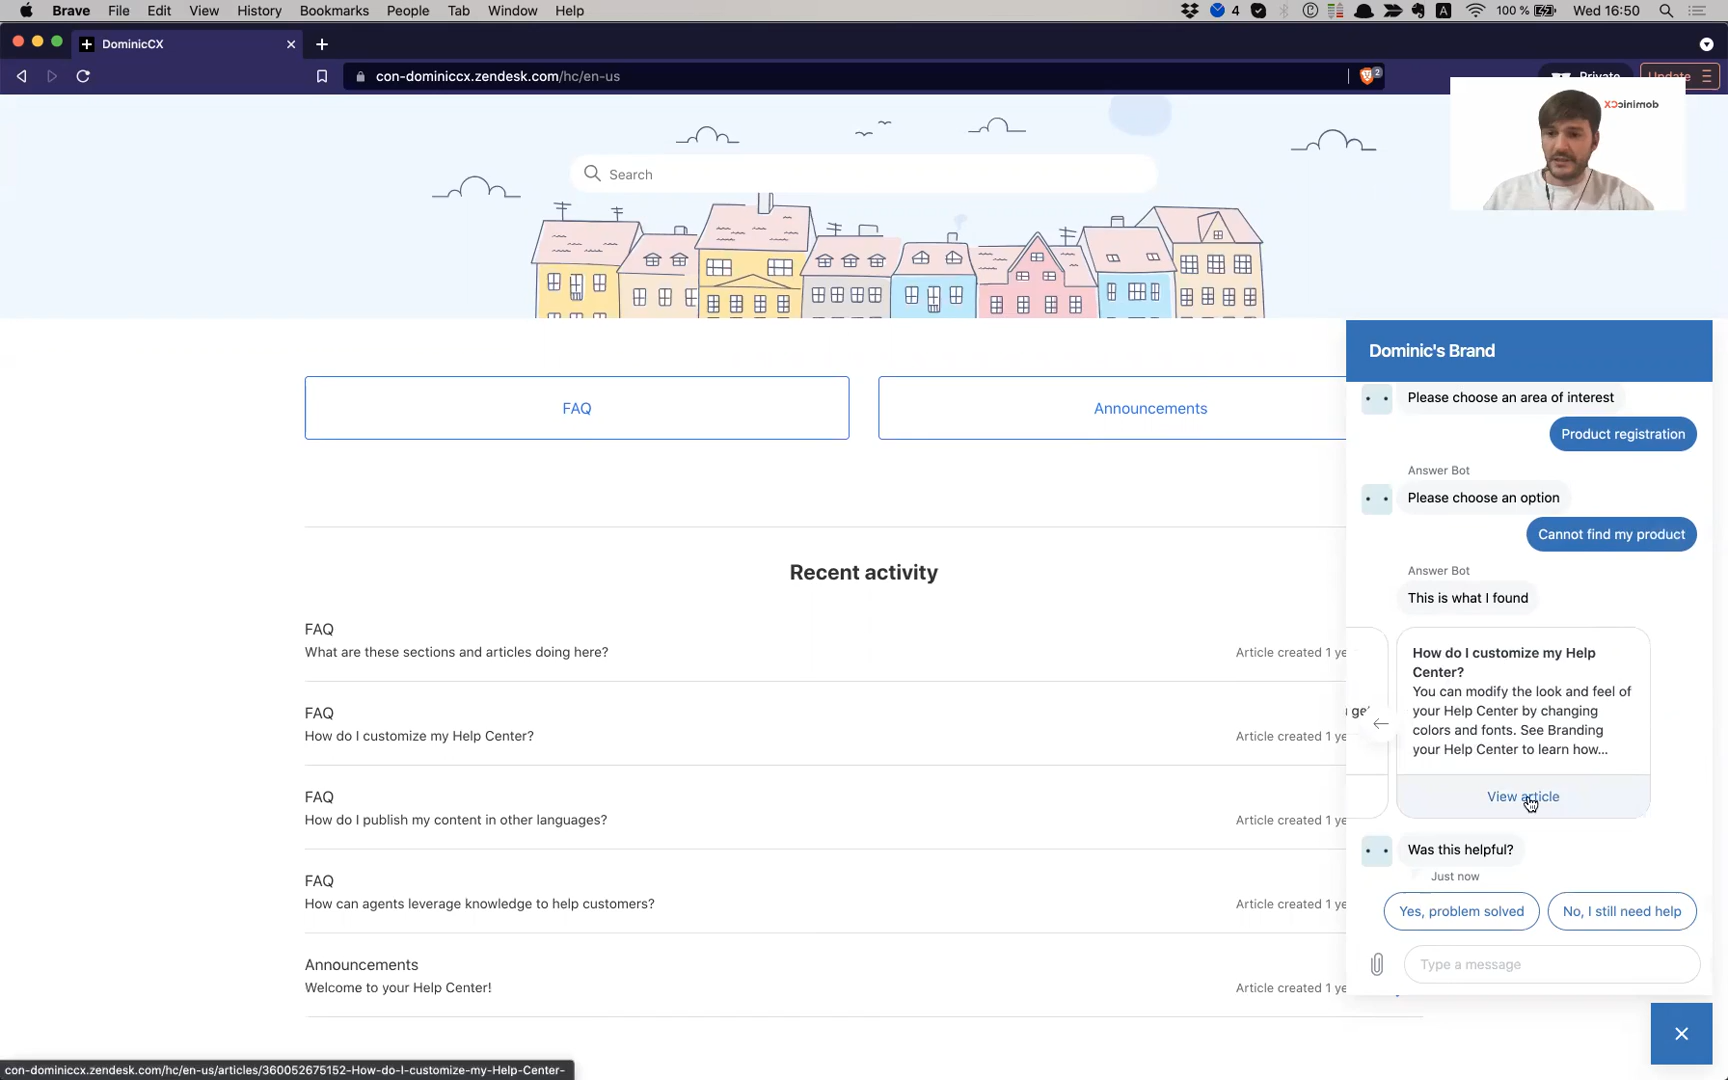 Brave File Edit View History Bookmarks People Tab Window Help
4 A 100 % Wed 16:50
DominicCX
con-dominiccx.zendesk.com/hc/en-us
2
Private
Update
dominicCX
Search
FAQ
Announcements
Recent activity
FAQ
What are these sections and articles doing here?
Article created 1 ye
FAQ
How do I customize my Help Center?
Article created 1 ye
FAQ
How do I publish my content in other languages?
Article created 1 ye
FAQ
How can agents leverage knowledge to help customers?
Article created 1 ye
Announcements
Welcome to your Help Center!
Article created 1 ye
Dominic's Brand
Please choose an area of interest
Product registration
Answer Bot
Please choose an option
Cannot find my product
Answer Bot
This is what I found
How do I customize my Help
Center?
You can modify the look and feel of
your Help Center by changing
colors and fonts. See Branding
your Help Center to learn how...
View article
Was this helpful?
Just now
Yes, problem solved
No, I still need help
Type a message
con-dominiccx.zendesk.com/hc/en-us/articles/360052675152-How-do-I-customize-my-Help-Center-